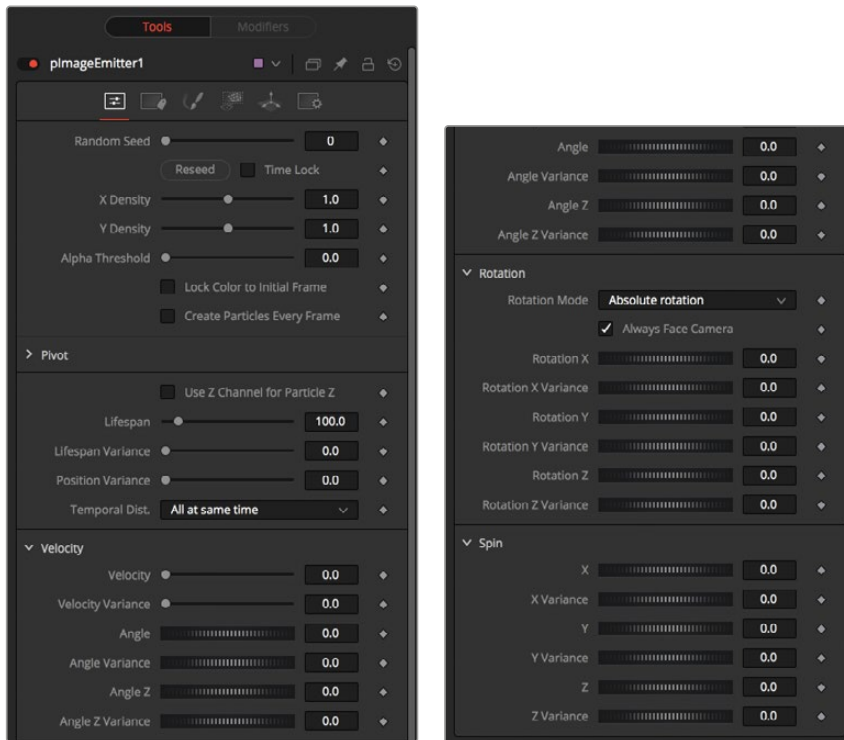 Tools Modifiers
pImageEmitter1
Random Seed 0
Reseed Time Lock
X Density 1.0
Y Density 1.0
Alpha Threshold 0.0
Lock Color to Initial Frame
Create Particles Every Frame
Pivot
Use Z Channel for Particle Z
Lifespan 100.0
Lifespan Variance 0.0
Position Variance 0.0
Temporal Dist. All at same time
Velocity
Velocity 0.0
Velocity Variance 0.0
Angle 0.0
Angle Variance 0.0
Angle Z 0.0
Angle Z Variance 0.0
Angle 0.0
Angle Variance 0.0
Angle Z 0.0
Angle Z Variance 0.0
Rotation
Rotation Mode Absolute rotation
Always Face Camera
Rotation X 0.0
Rotation X Variance 0.0
Rotation Y 0.0
Rotation Y Variance 0.0
Rotation Z 0.0
Rotation Z Variance 0.0
Spin
X 0.0
X Variance 0.0
Y 0.0
Y Variance 0.0
Z 0.0
Z Variance 0.0